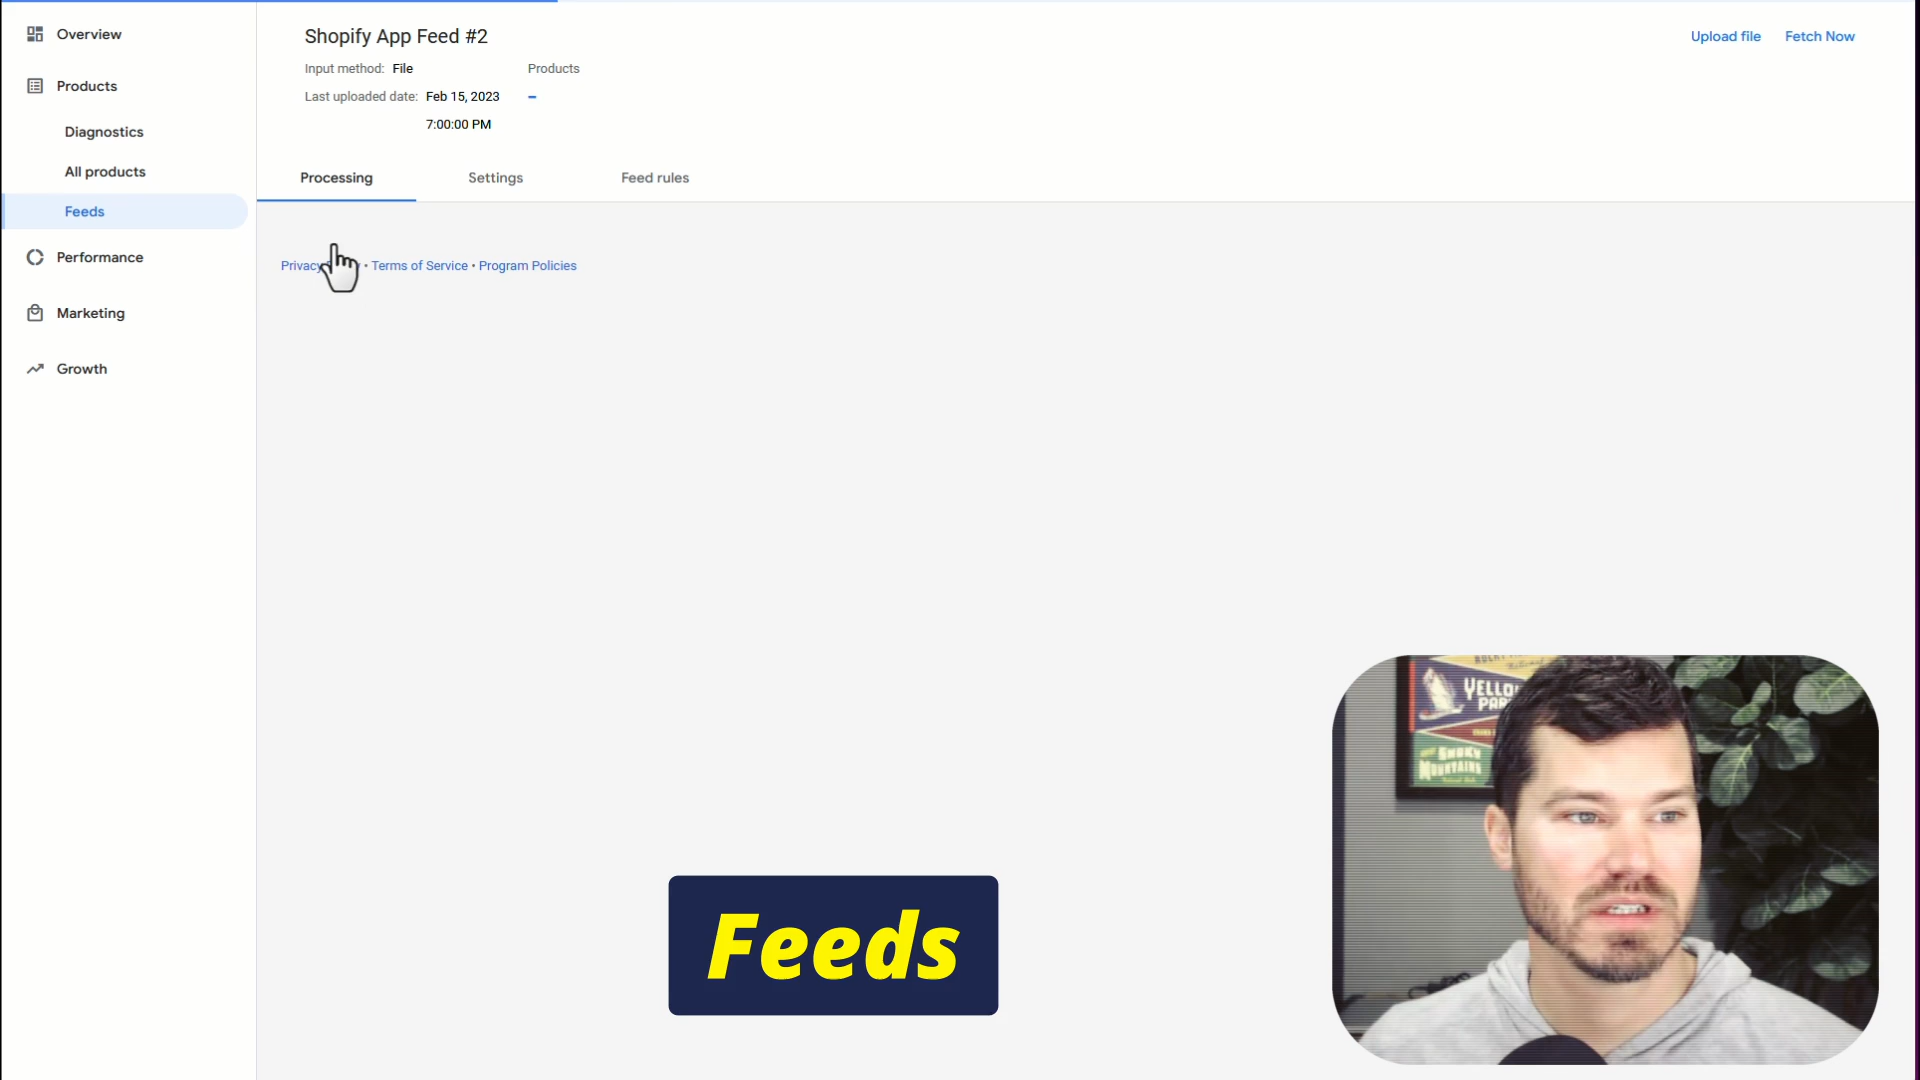 Overview
Products
Diagnostics
All products
Feeds
Performance
Marketing
Growth
Shopify App Feed #2
Upload file
Fetch Now
Input method: File
Products
Last uploaded date: Feb 15, 2023
–
7:00:00 PM
Processing
Settings
Feed rules
Privacy • Terms of Service • Program Policies
Feeds
SMOKY
MOUNTAINS